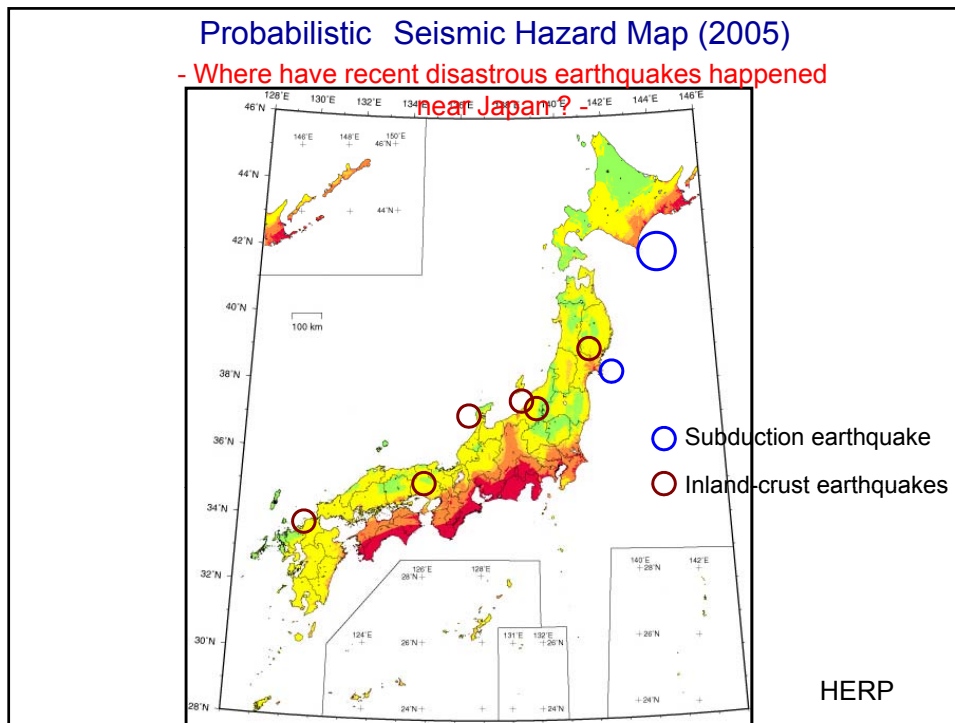 Probabilistic Seismic Hazard Map (2005)
- Where have recent disastrous earthquakes happened
near Japan ? -
128°E 130°E 132°E 134°E 140°E 142°E 144°E 146°E
46°N
146°E 148°E 150°E
46°N
44°N
44°N
42°N
40°N
100 km
38°N
36°N
Subduction earthquake
Inland-crust earthquakes
34°N
32°N
126°E 128°E
28°N
140°E 142°E
28°N
30°N
124°E
26°N
131°E 132°E
26°N
26°N
24°N
24°N
24°N
28°N
HERP